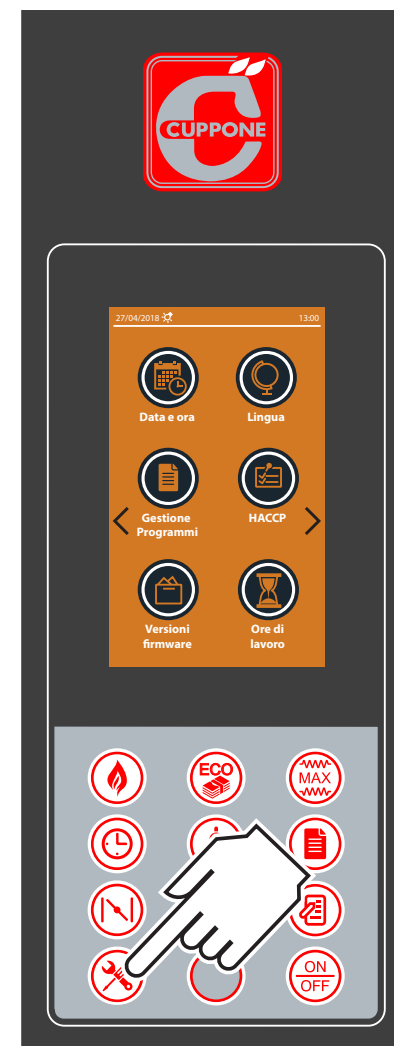 CUPPONE
27/04/2018
13:00
Data e ora
Lingua
Gestione
Programmi
HACCP
Versioni
firmware
Ore di
lavoro
ECO
MAX
ON
OFF